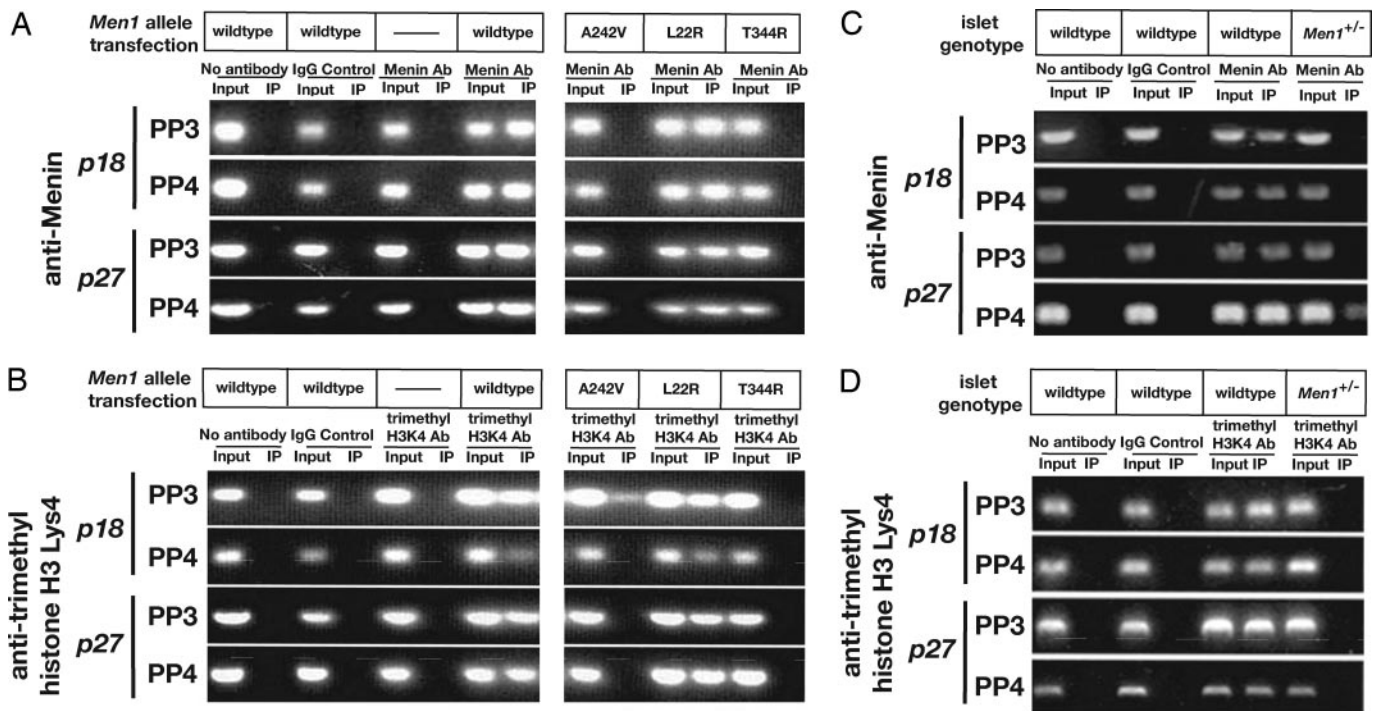 A
Men1 allele transfection
wildtype wildtype —— wildtype A242V L22R T344R
No antibody IgG Control Menin Ab Menin Ab Menin Ab Menin Ab Menin Ab
Input IP Input IP Input IP Input IP Input IP Input IP Input IP
anti-Menin
p18
PP3
PP4
p27
PP3
PP4
B
Men1 allele transfection
wildtype wildtype —— wildtype A242V L22R T344R
No antibody IgG Control trimethyl H3K4 Ab trimethyl H3K4 Ab trimethyl H3K4 Ab trimethyl H3K4 Ab trimethyl H3K4 Ab
Input IP Input IP Input IP Input IP Input IP Input IP Input IP
anti-trimethyl histone H3 Lys4
p18
PP3
PP4
p27
PP3
PP4
C
islet genotype
wildtype wildtype wildtype Men1+/-
No antibody IgG Control Menin Ab Menin Ab
Input IP Input IP Input IP Input IP
anti-Menin
p18
PP3
PP4
p27
PP3
PP4
D
islet genotype
wildtype wildtype wildtype Men1+/-
No antibody IgG Control trimethyl H3K4 Ab trimethyl H3K4 Ab
Input IP Input IP Input IP Input IP
anti-trimethyl histone H3 Lys4
p18
PP3
PP4
p27
PP3
PP4